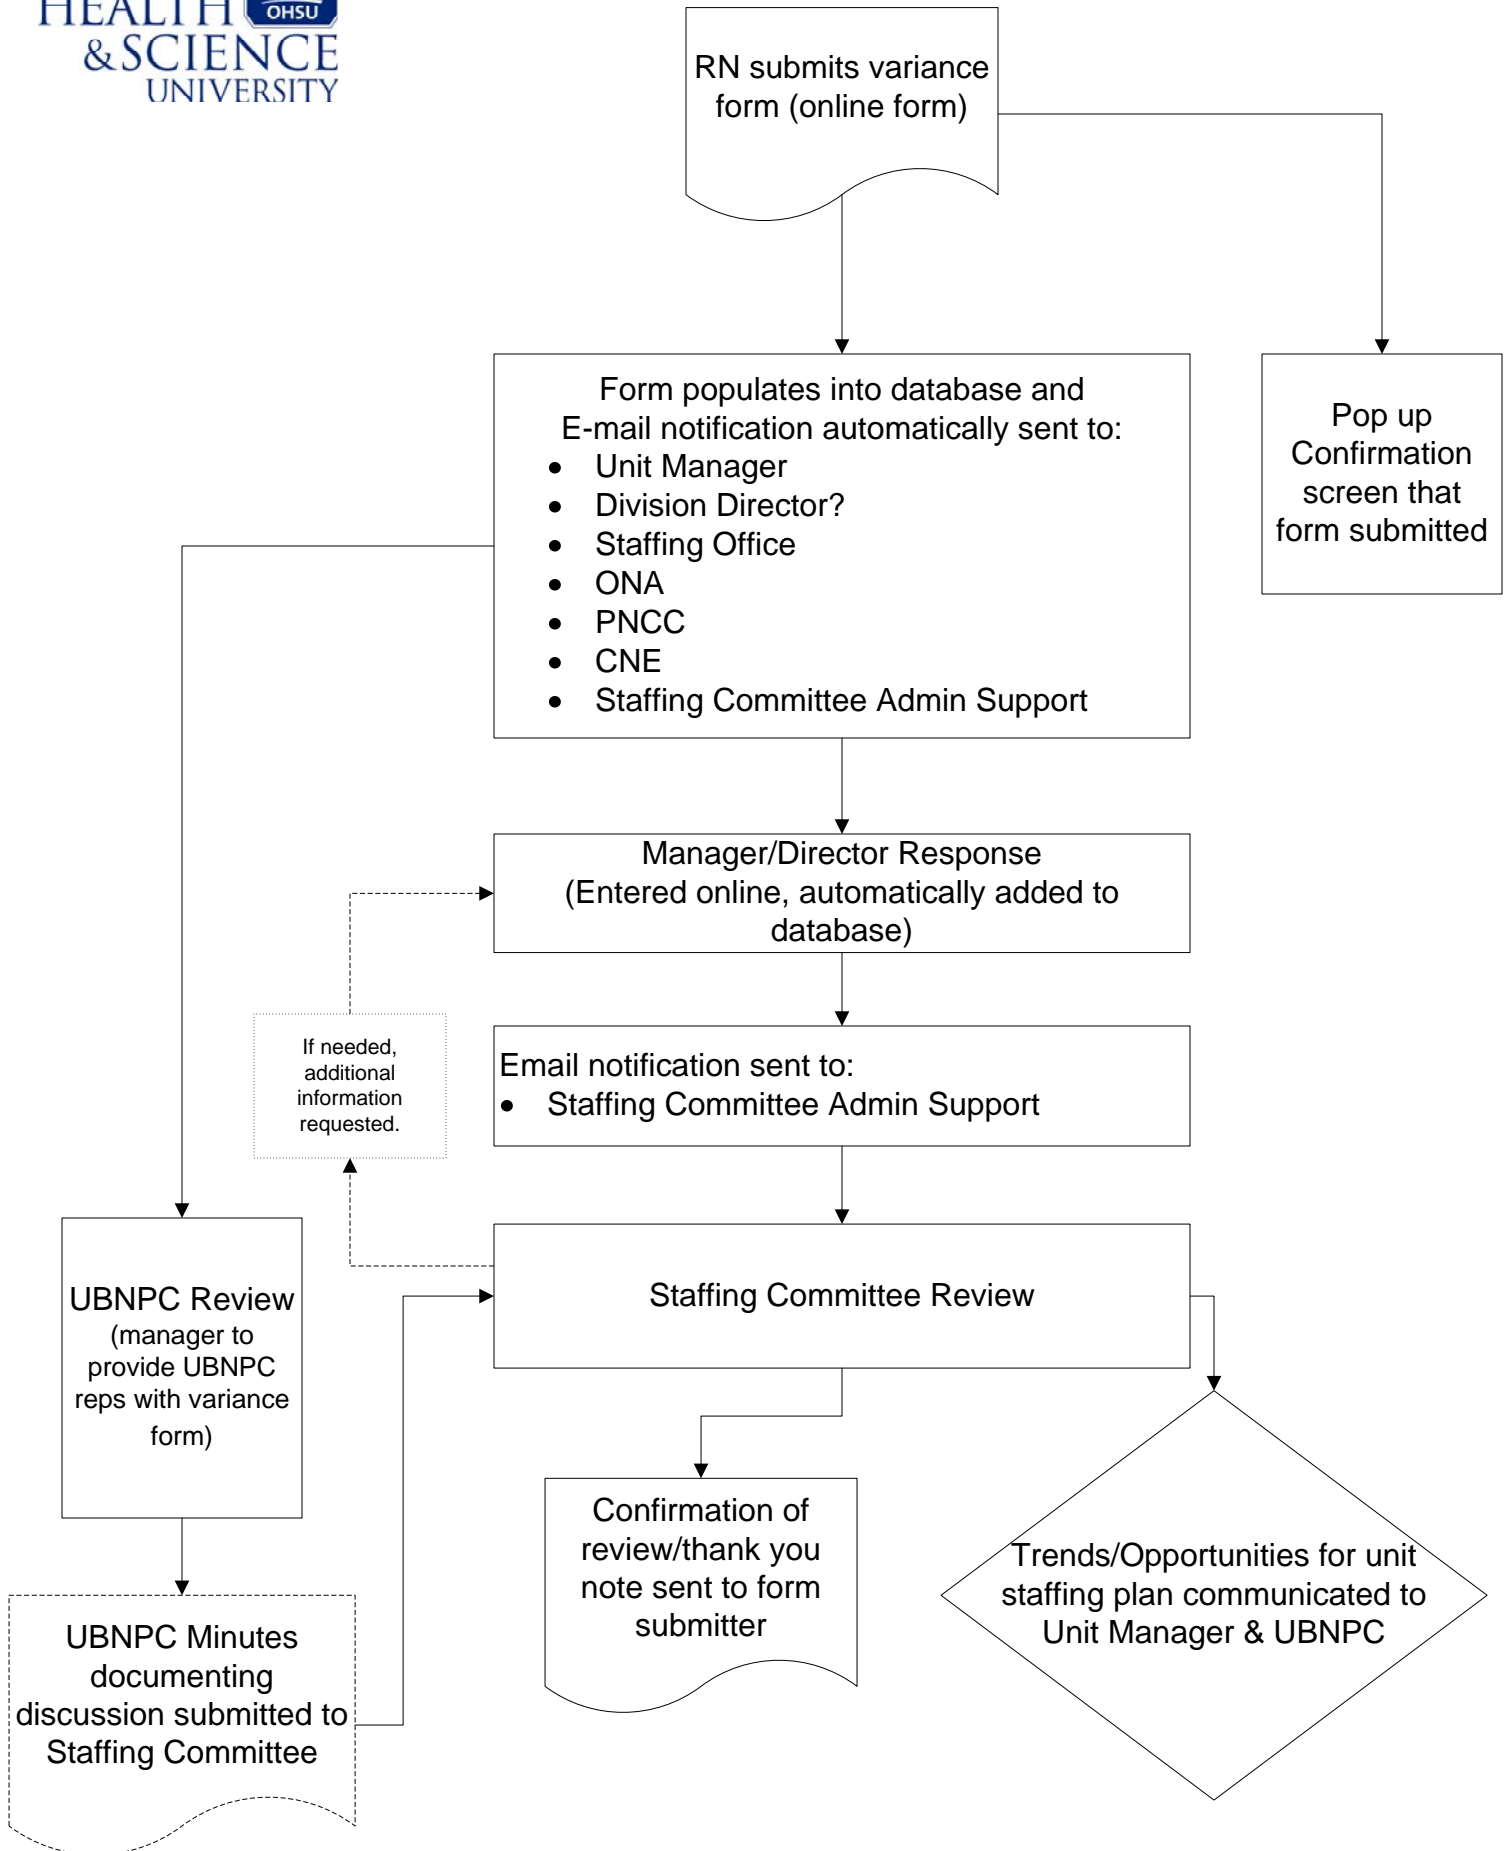 HEALTH
OHSU
&SCIENCE
UNIVERSITY
RN submits variance
form (online form)
Form populates into database and
E-mail notification automatically sent to:
• Unit Manager
• Division Director?
• Staffing Office
• ONA
• PNCC
• CNE
• Staffing Committee Admin Support
Pop up
Confirmation
screen that
form submitted
Manager/Director Response
(Entered online, automatically added to
database)
If needed,
additional
information
requested.
Email notification sent to:
• Staffing Committee Admin Support
UBNPC Review
(manager to
provide UBNPC
reps with variance
form)
Staffing Committee Review
Confirmation of
review/thank you
note sent to form
submitter
Trends/Opportunities for unit
staffing plan communicated to
Unit Manager & UBNPC
UBNPC Minutes
documenting
discussion submitted to
Staffing Committee